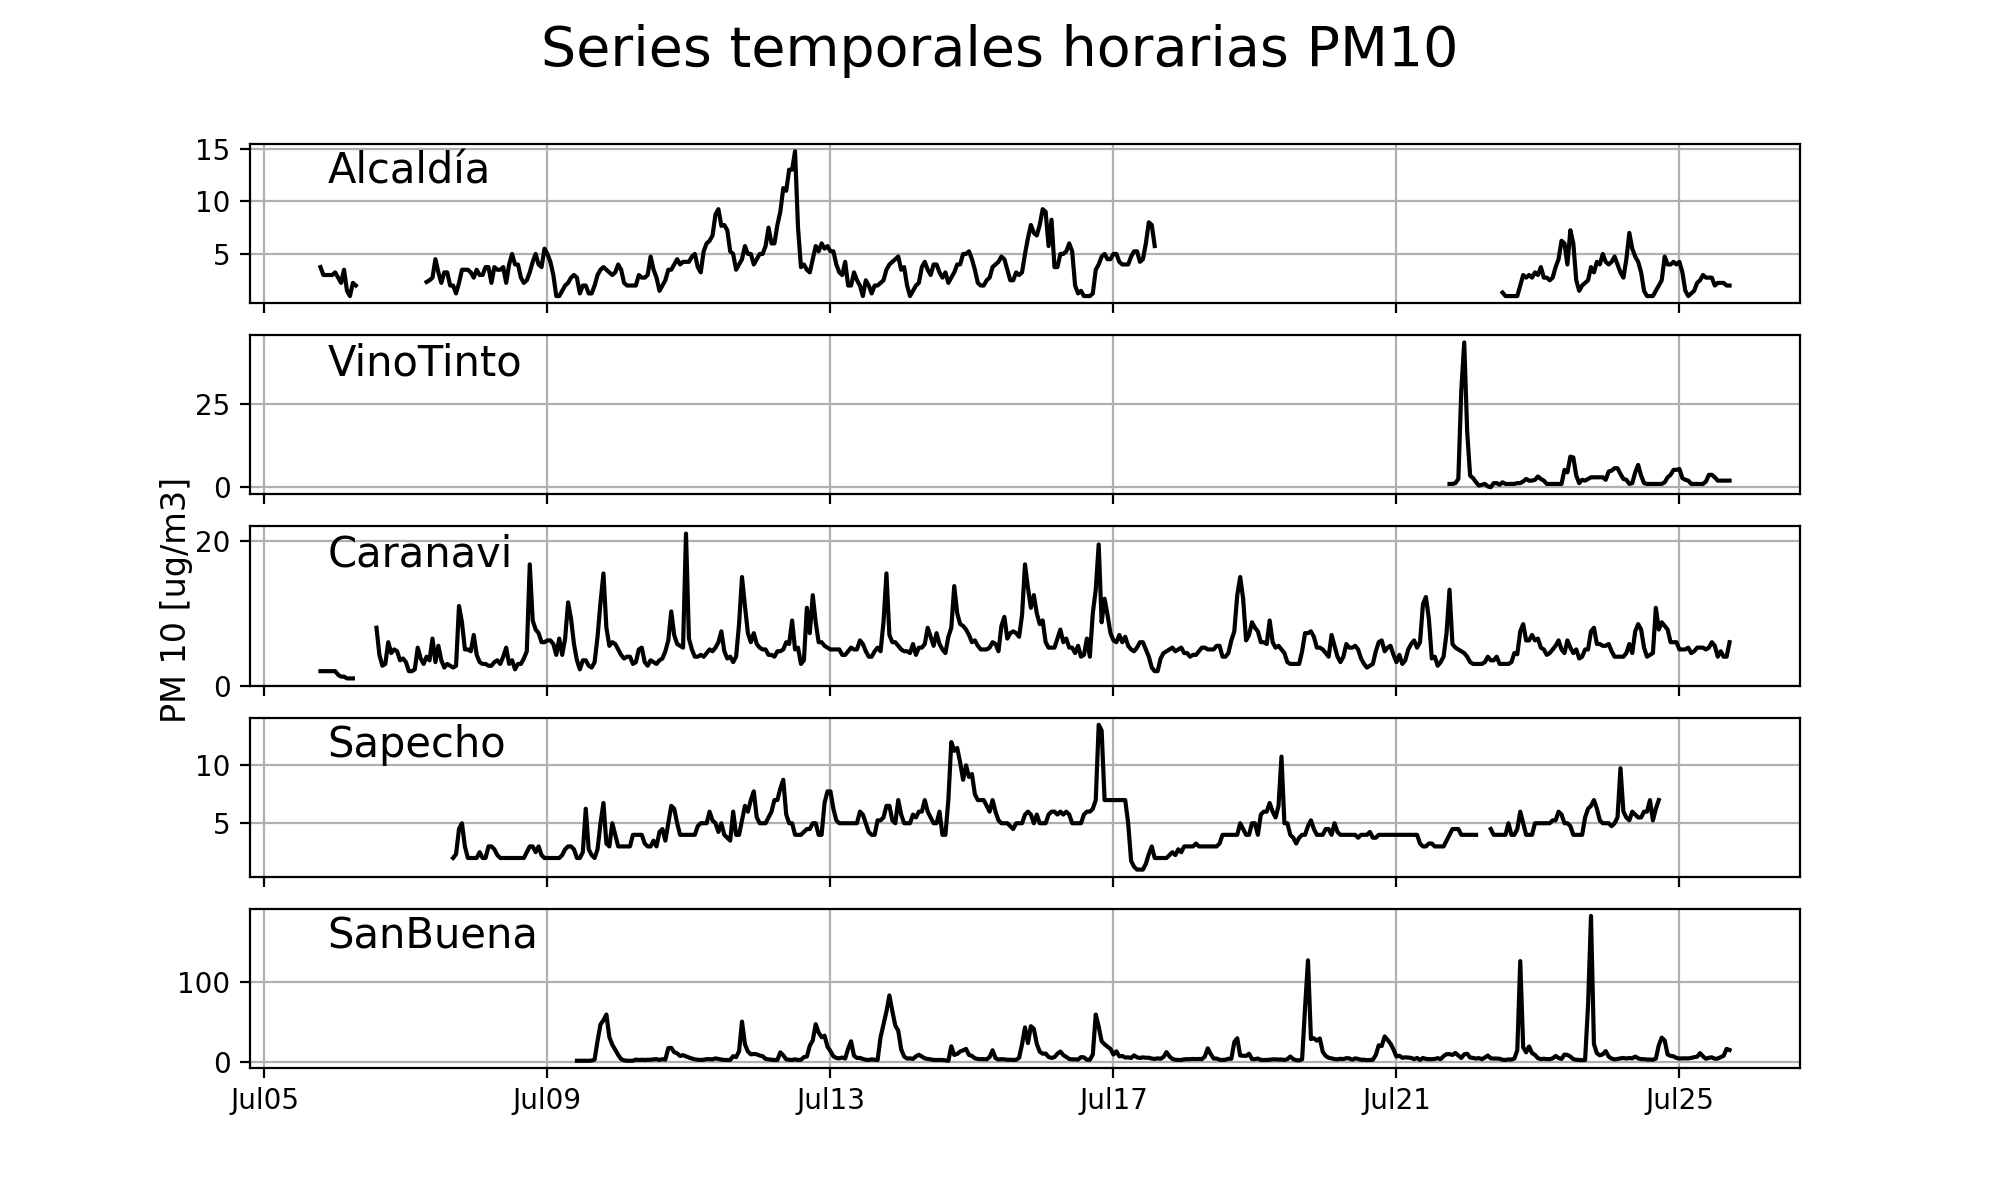 Series temporales horarias PM10
PM 10 [ug/m3]
Alcaldía
15
10
5
VinoTinto
25
0
Caranavi
20
0
Sapecho
10
5
SanBuena
100
0
Jul05 Jul09 Jul13 Jul17 Jul21 Jul25